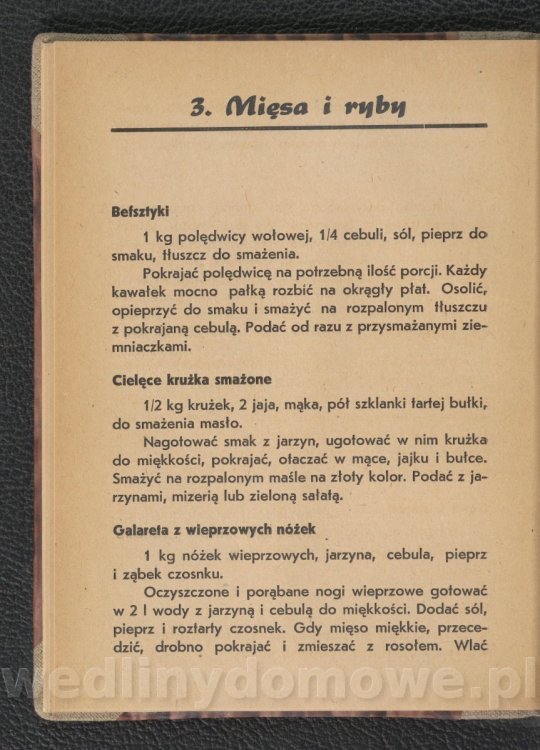 3. Mięsa i ryby
Befsztyki
1 kg polędwicy wołowej, 1/4 cebuli, sól, pieprz do
smaku, tłuszcz do smażenia.
Pokrajać polędwicę na potrzebną ilość porcji. Każdy
kawałek mocno pałką rozbić na okrągły płat. Osolić,
opieprzyć do smaku i smażyć na rozpalonym tłuszczu
z pokrajaną cebulą. Podać od razu z przysmażanymi zie-
mniaczkami.
Cielęce krużka smażone
1/2 kg krużek, 2 jaja, mąka, pół szklanki tartej bułki,
do smażenia masło.
Nagotować smak z jarzyn, ugotować w nim krużka
do miękkości, pokrajać, otaczać w mące, jajku i bułce.
Smażyć na rozpalonym maśle na złoty kolor. Podać z ja-
rzynami, mizerią lub zieloną sałatą.
Galareta z wieprzowych nóżek
1 kg nóżek wieprzowych, jarzyna, cebula, pieprz
i ząbek czosnku.
Oczyszczone i porąbane nogi wieprzowe gotować
w 2 l wody z jarzyną i cebulą do miękkości. Dodać sól,
pieprz i roztarty czosnek. Gdy mięso miękkie, przece-
dzić, drobno pokrajać i zmieszać z rosołem. Wlać
wedlinydomowe.pl